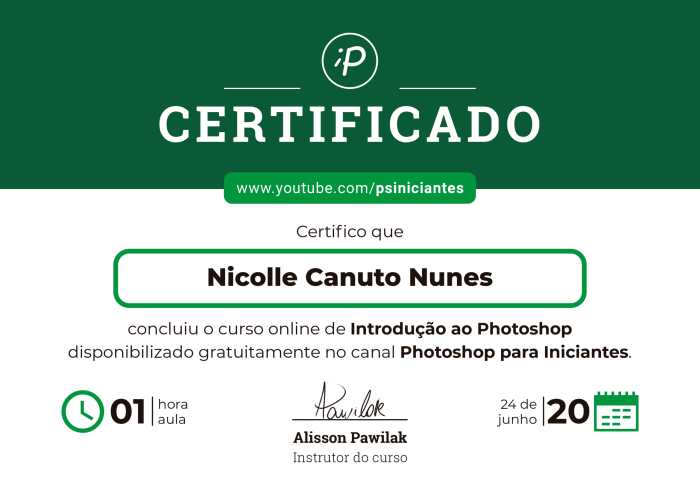 iP
CERTIFICADO
www.youtube.com/psiniciantes
Certifico que
Nicolle Canuto Nunes
concluiu o curso online de Introdução ao Photoshop
disponibilizado gratuitamente no canal Photoshop para Iniciantes.
01 hora
aula
APawilak
Alisson Pawilak
Instrutor do curso
24 de
junho 20